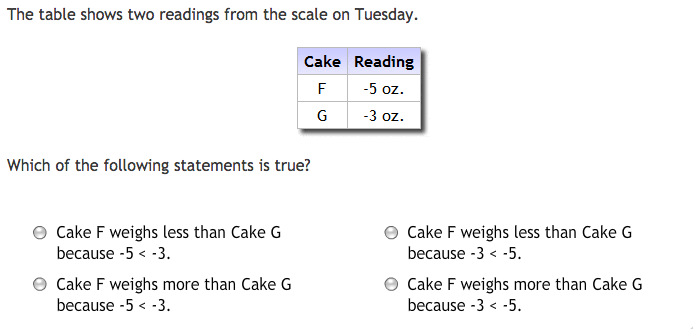 The table shows two readings from the scale on Tuesday.
Cake Reading
F -5 oz.
G -3 oz.
Which of the following statements is true?
Cake F weighs less than Cake G
because -5 < -3.
Cake F weighs less than Cake G
because -3 < -5.
Cake F weighs more than Cake G
because -5 < -3.
Cake F weighs more than Cake G
because -3 < -5.